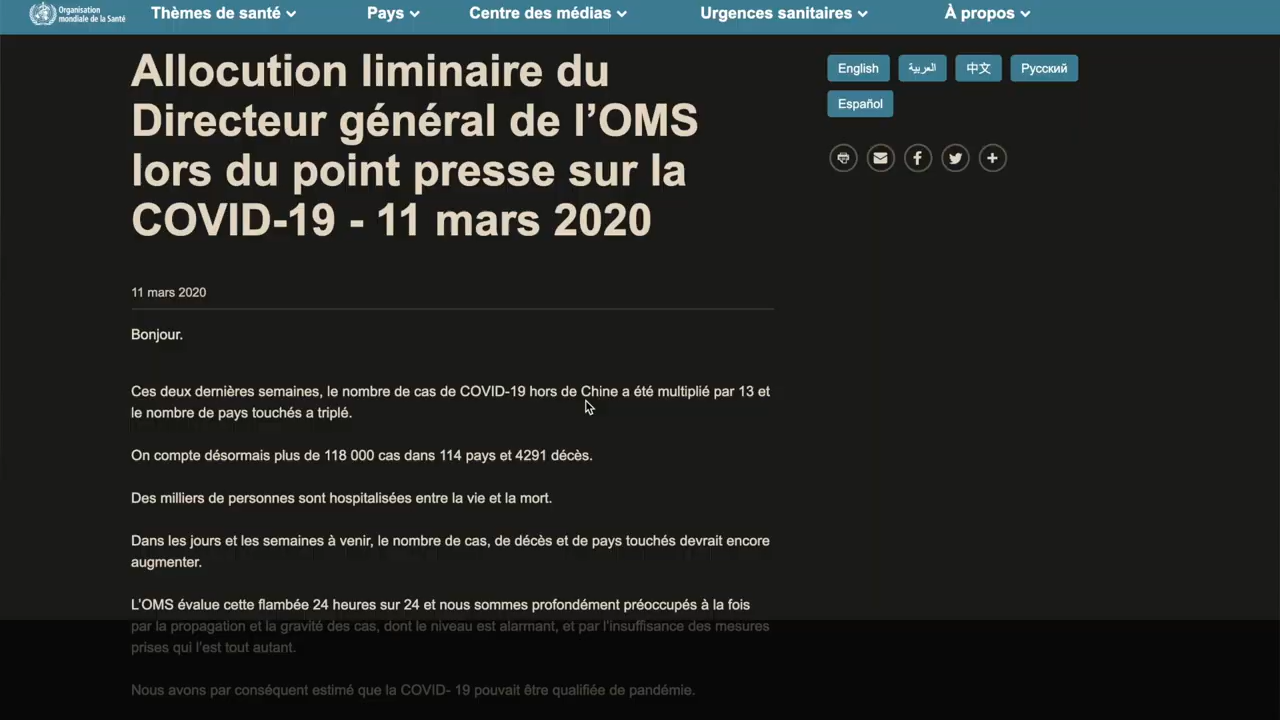 Organisation
mondiale de la Santé
Thèmes de santé
Pays
Centre des médias
Urgences sanitaires
À propos
Allocution liminaire du
Directeur général de l’OMS
lors du point presse sur la
COVID-19 - 11 mars 2020
English
العربية
中文
Русский
Español
11 mars 2020
Bonjour.
Ces deux dernières semaines, le nombre de cas de COVID-19 hors de Chine a été multiplié par 13 et
le nombre de pays touchés a triplé.
On compte désormais plus de 118 000 cas dans 114 pays et 4291 décès.
Des milliers de personnes sont hospitalisées entre la vie et la mort.
Dans les jours et les semaines à venir, le nombre de cas, de décès et de pays touchés devrait encore
augmenter.
L’OMS évalue cette flambée 24 heures sur 24 et nous sommes profondément préoccupés à la fois
par la propagation et la gravité des cas, dont le niveau est alarmant, et par l’insuffisance des mesures
prises qui l’est tout autant.
Nous avons par conséquent estimé que la COVID- 19 pouvait être qualifiée de pandémie.